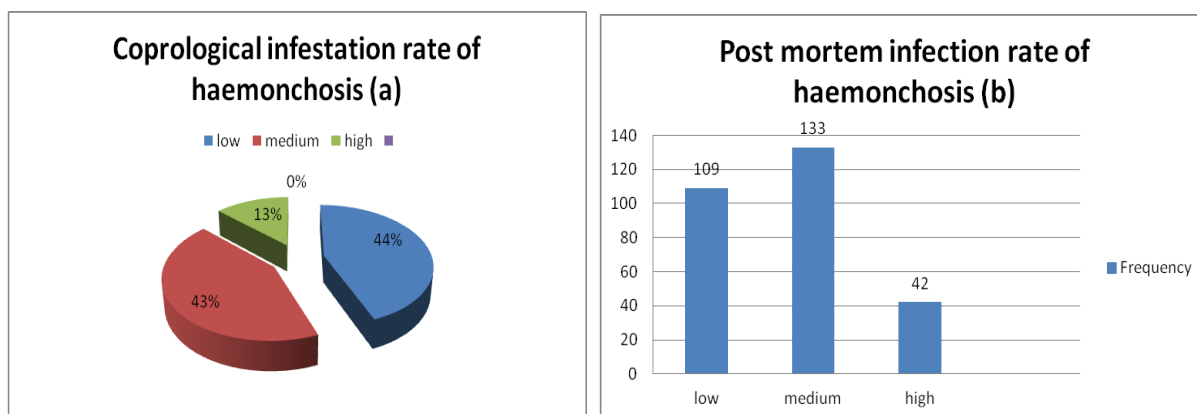 Coprological infestation rate of
haemonchosis (a)
low medium high
0%
13%
44%
43%
Post mortem infection rate of
haemonchosis (b)
140
120
100
80
60
40
20
0
109
133
42
low medium high
Frequency